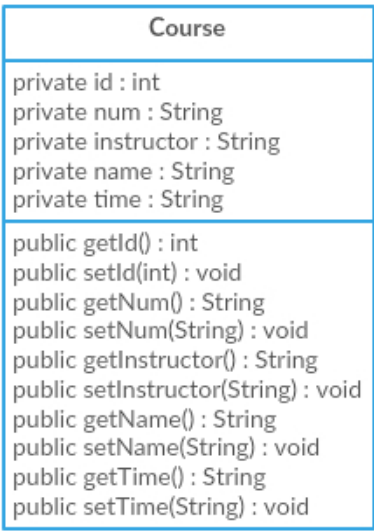 Course
private id : int
private num : String
private instructor : String
private name : String
private time : String
public getId() : int
public setId(int) : void
public getNum() : String
public setNum(String) : void
public getInstructor() : String
public setInstructor(String) : void
public getName() : String
public setName(String) : void
public getTime() : String
public setTime(String) : void